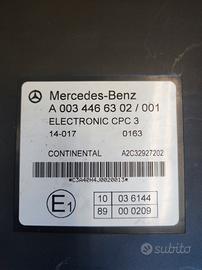 Mercedes-Benz
A 003 446 63 02 / 001
ELECTRONIC CPC 3
14-017 0163
CONTINENTAL A2C32927202
*C3A40H4J0020013*
E1
10 03 6144
89 00 0209
subito